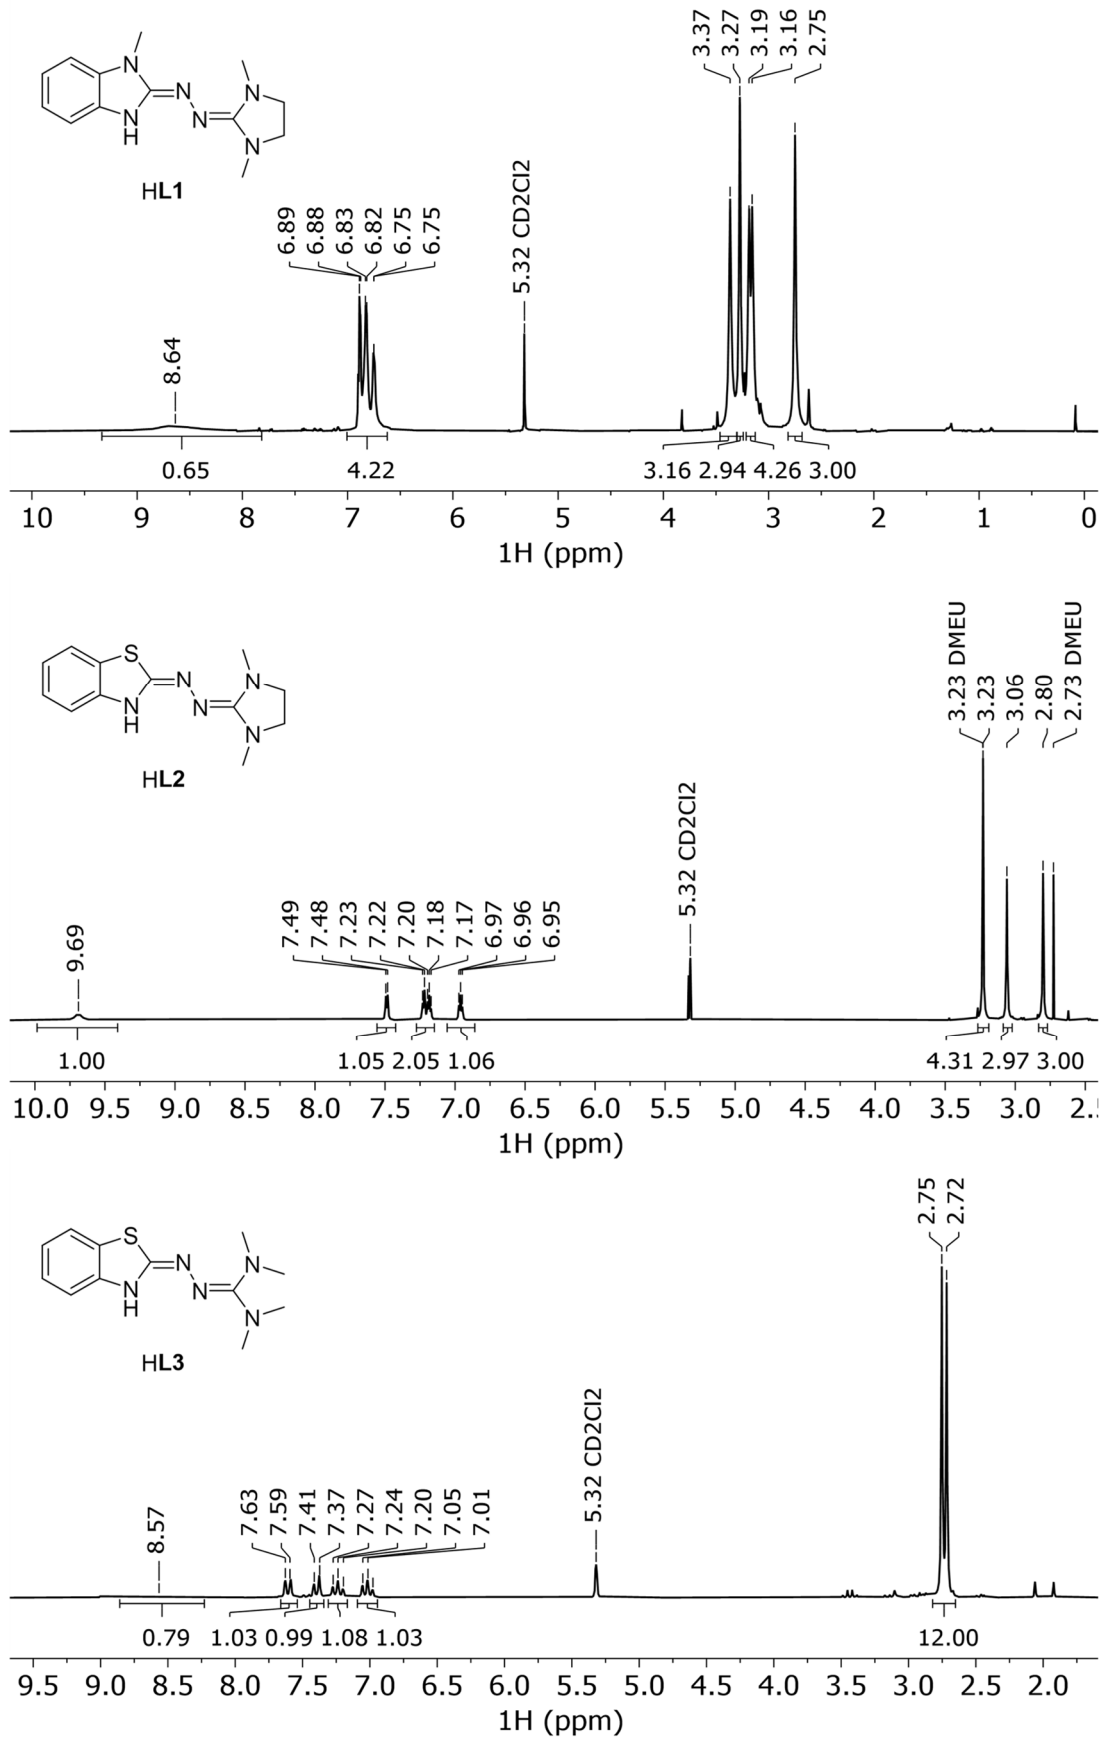 3.37 3.27 3.19 3.16 2.75
N
N
N
H
N
N
N
HL1
6.89 6.88 6.83 6.82 6.75 6.75
5.32 CD2Cl2
8.64
0.65 4.22 3.16 2.94 4.26 3.00
10 9 8 7 6 5 4 3 2 1 0
1H (ppm)
3.23 DMEU 3.23 3.06 2.80 2.73 DMEU
S
N
N
H
N
N
N
HL2
5.32 CD2Cl2
7.49 7.48 7.23 7.22 7.20 7.18 7.17 6.97 6.96 6.95
9.69
1.00 1.05 2.05 1.06 4.31 2.97 3.00
10.0 9.5 9.0 8.5 8.0 7.5 7.0 6.5 6.0 5.5 5.0 4.5 4.0 3.5 3.0 2.
1H (ppm)
2.75 2.72
S
N
N
H
N
N
N
HL3
5.32 CD2Cl2
7.63 7.59 7.41 7.37 7.27 7.24 7.20 7.05 7.01
8.57
0.79 1.03 0.99 1.08 1.03 12.00
9.5 9.0 8.5 8.0 7.5 7.0 6.5 6.0 5.5 5.0 4.5 4.0 3.5 3.0 2.5 2.0
1H (ppm)